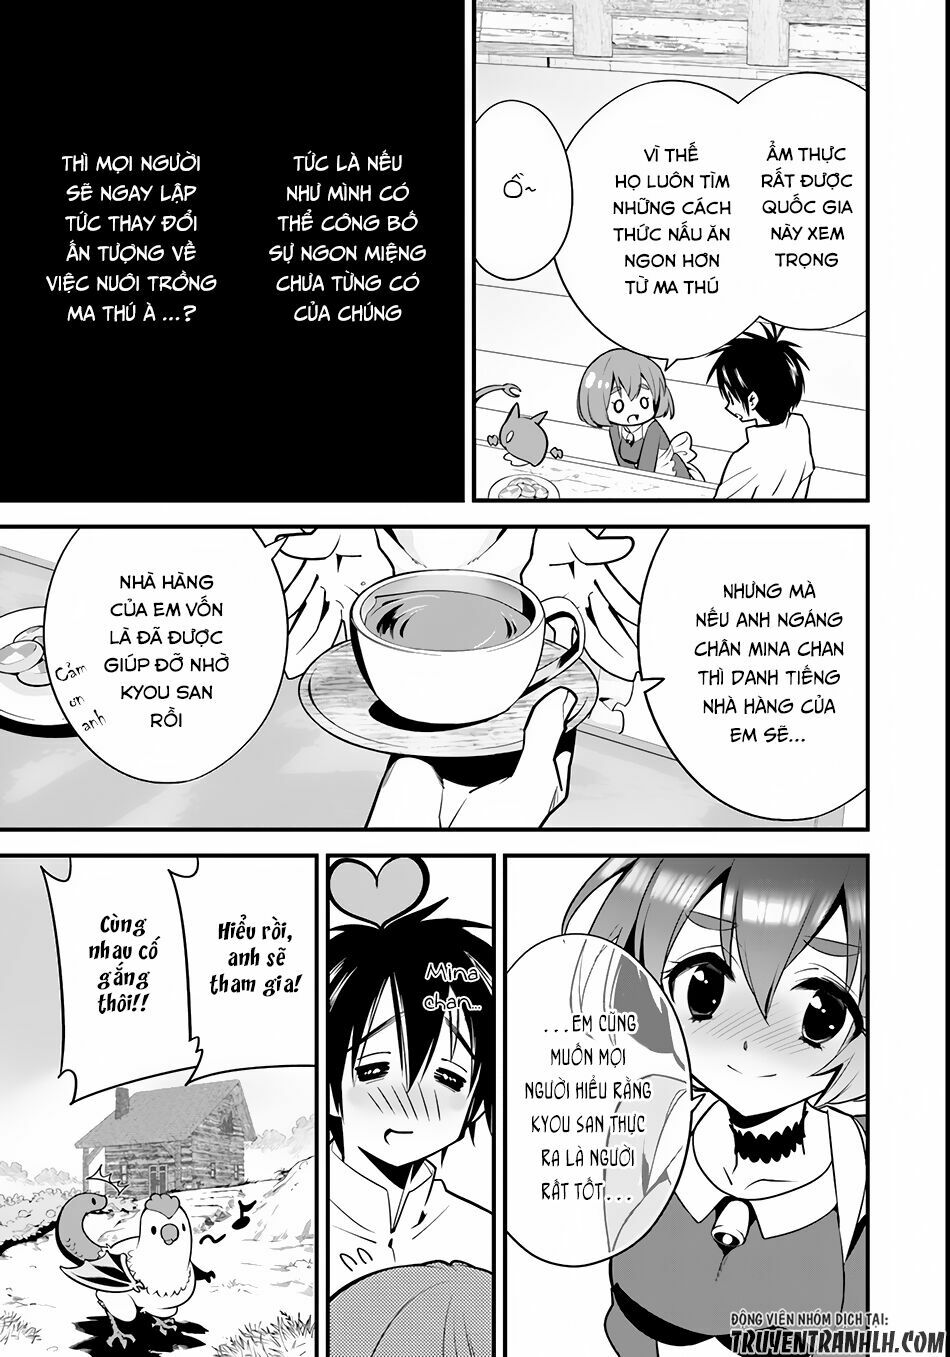 ẨM THỰC
RẤT ĐƯỢC
QUỐC GIA
NÀY XEM
TRỌNG
VÌ THẾ
HỌ LUÔN TÌM
NHỮNG CÁCH
THỨC NẤU ĂN
NGON HƠN
TỪ MA THÚ
Ồ~
TỨC LÀ NẾU
NHƯ MÌNH CÓ
THỂ CÔNG BỐ
SỰ NGON MIỆNG
CHƯA TỪNG CÓ
CỦA CHÚNG
THÌ MỌI NGƯỜI
SẼ NGAY LẬP
TỨC THAY ĐỔI
ẤN TƯỢNG VỀ
VIỆC NUÔI TRỒNG
MA THÚ À ...?
NHƯNG MÀ
NẾU ANH NGÁNG
CHÂN MINA CHAN
THÌ DANH TIẾNG
NHÀ HÀNG CỦA
EM SẼ...
NHÀ HÀNG
CỦA EM VỐN
LÀ ĐÃ ĐƯỢC
GIÚP ĐỠ NHỜ
KYOU SAN
RỒI
Cảm
ơn
anh
...EM CŨNG
MUỐN MỌI
NGƯỜI HIỂU RẰNG
KYOU SAN THỰC
RA LÀ NGƯỜI
RẤT TỐT...
Mina
chan...
Hiểu rồi,
anh sẽ
tham gia!
Cùng
nhau cố
gắng
thôi!!
ĐỘNG VIÊN NHÓM DỊCH TẠI:
TRUYENTRANHLH.COM